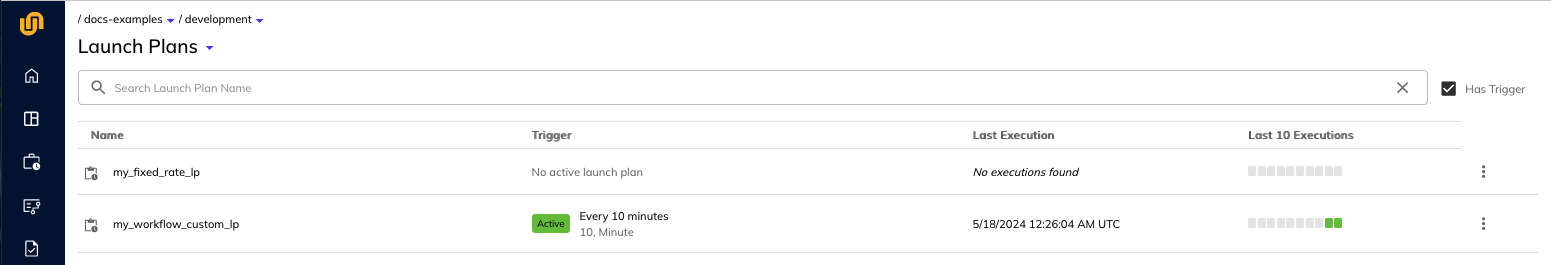 / docs-examples / development
Launch Plans
Search Launch Plan Name
Has Trigger
Name Trigger Last Execution Last 10 Executions
my_fixed_rate_lp No active launch plan No executions found
my_workflow_custom_lp Active Every 10 minutes 5/18/2024 12:26:04 AM UTC
10, Minute